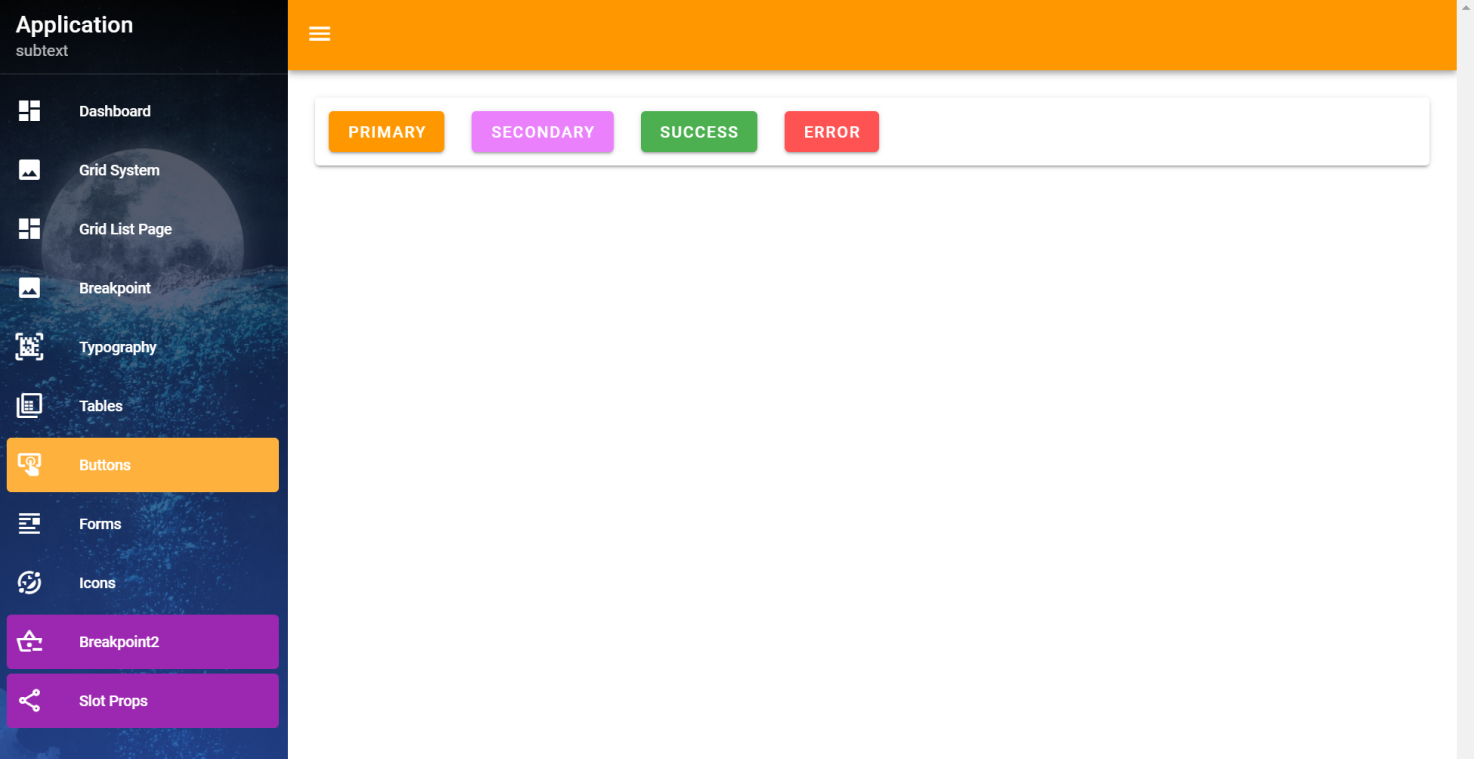 Application
subtext
Dashboard
Grid System
Grid List Page
Breakpoint
Typography
Tables
Buttons
Forms
Icons
Breakpoint2
Slot Props
PRIMARY SECONDARY SUCCESS ERROR